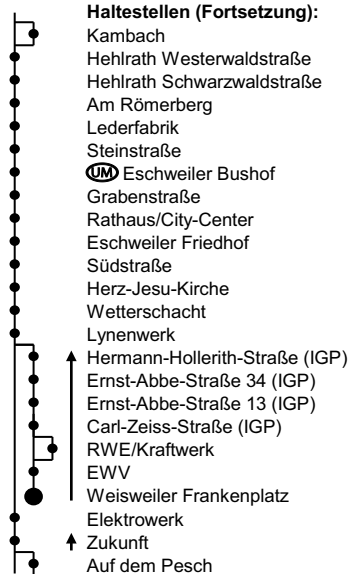 Haltestellen (Fortsetzung):
Kambach
Hehlrath Westerwaldstraße
Hehlrath Schwarzwaldstraße
Am Römerberg
Lederfabrik
Steinstraße
UM Eschweiler Bushof
Grabenstraße
Rathaus/City-Center
Eschweiler Friedhof
Südstraße
Herz-Jesu-Kirche
Wetterschacht
Lynenwerk
Hermann-Hollerith-Straße (IGP)
Ernst-Abbe-Straße 34 (IGP)
Ernst-Abbe-Straße 13 (IGP)
Carl-Zeiss-Straße (IGP)
RWE/Kraftwerk
EWV
Weisweiler Frankenplatz
Elektrowerk
Zukunft
Auf dem Pesch